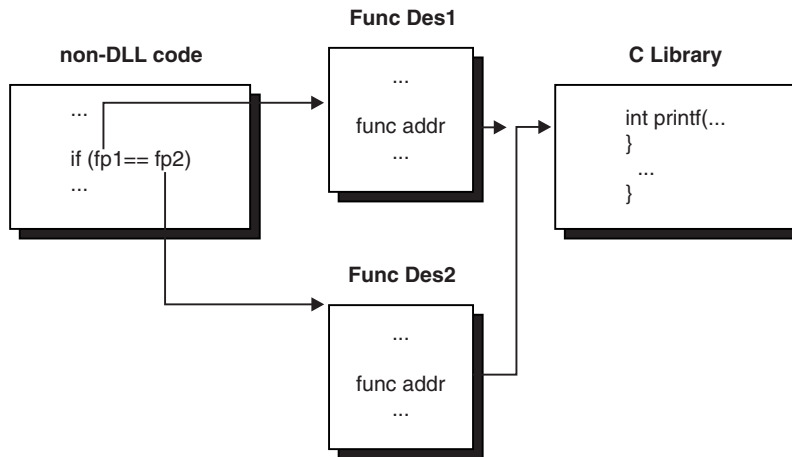 non-DLL code
...
if (fp1== fp2)
...
Func Des1
...
func addr
...
Func Des2
...
func addr
...
C Library
int printf(...
}
...
}